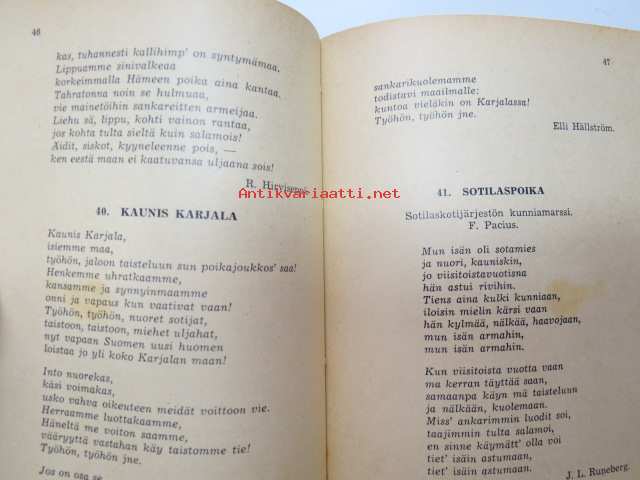 46
kas, tuhannesti kallihimp' on syntymämaa.
Lippuamme sinivalkeaa
korkeimmalla Hämeen poika aina kantaa.
Tahratonna noin se hulmuaa,
vie mainetöihin sankareitten armeijaa.
Liehu sä, lippu, kohti vainon rantaa,
jos kohta tulta sieltä kuin salamoisi!
Äidit, siskot, kyyneleenne pois, —
ken eestä maan ei kaatuvansa uljaana sois!
R. Hirviseppä.
40. KAUNIS KARJALA
Kaunis Karjala,
isiemme maa,
työhön, jaloon taisteluun sun poikajoukkos' saa!
Henkemme uhratkaamme,
kansamme ja synnyinmaamme
onni ja vapaus kun vaativat vaan!
Työhön, työhön, nuoret sotijat,
taistoon, taistoon, miehet uljahat,
nyt vapaan Suomen uusi huomen
loistaa jo yli koko Karjalan maan!
Into nuorekas,
käsi voimakas,
usko vahva oikeuteen meidät voittoon vie.
Herraamme luottakaamme,
Häneltä me voiton saamme,
vääryyttä vastahan käy taistomme tie!
Työhön, työhön jne.
Jos on osa se
47
sankarikuolemamme
todistavi maailmalle:
kuntoa vieläkin on Karjalassa!
Työhön, työhön jne.
Elli Hällström.
41. SOTILASPOIKA
Sotilaskotijärjestön kunniamarssi.
F. Pacius.
Mun isän oli sotamies
ja nuori, kauniskin,
jo viisitoistavuotisna
hän astui rivihin.
Tiens aina kulki kunniaan,
iloisin mielin kärsi vaan
hän kylmää, nälkää, haavojaan,
mun isän armahin,
mun isän armahin.
Kun viisitoista vuotta vaan
ma kerran täyttää saan,
samaanpa käyn mä taisteluun
ja nälkään, kuolemaan.
Miss' ankarimmin luodit soi,
taajimmin tulta salamoi,
en sinne käymätt' olla voi
tiet' isäin astumaan,
tiet' isäin astumaan.
J. L. Runeberg.
Antikvariaatti.net